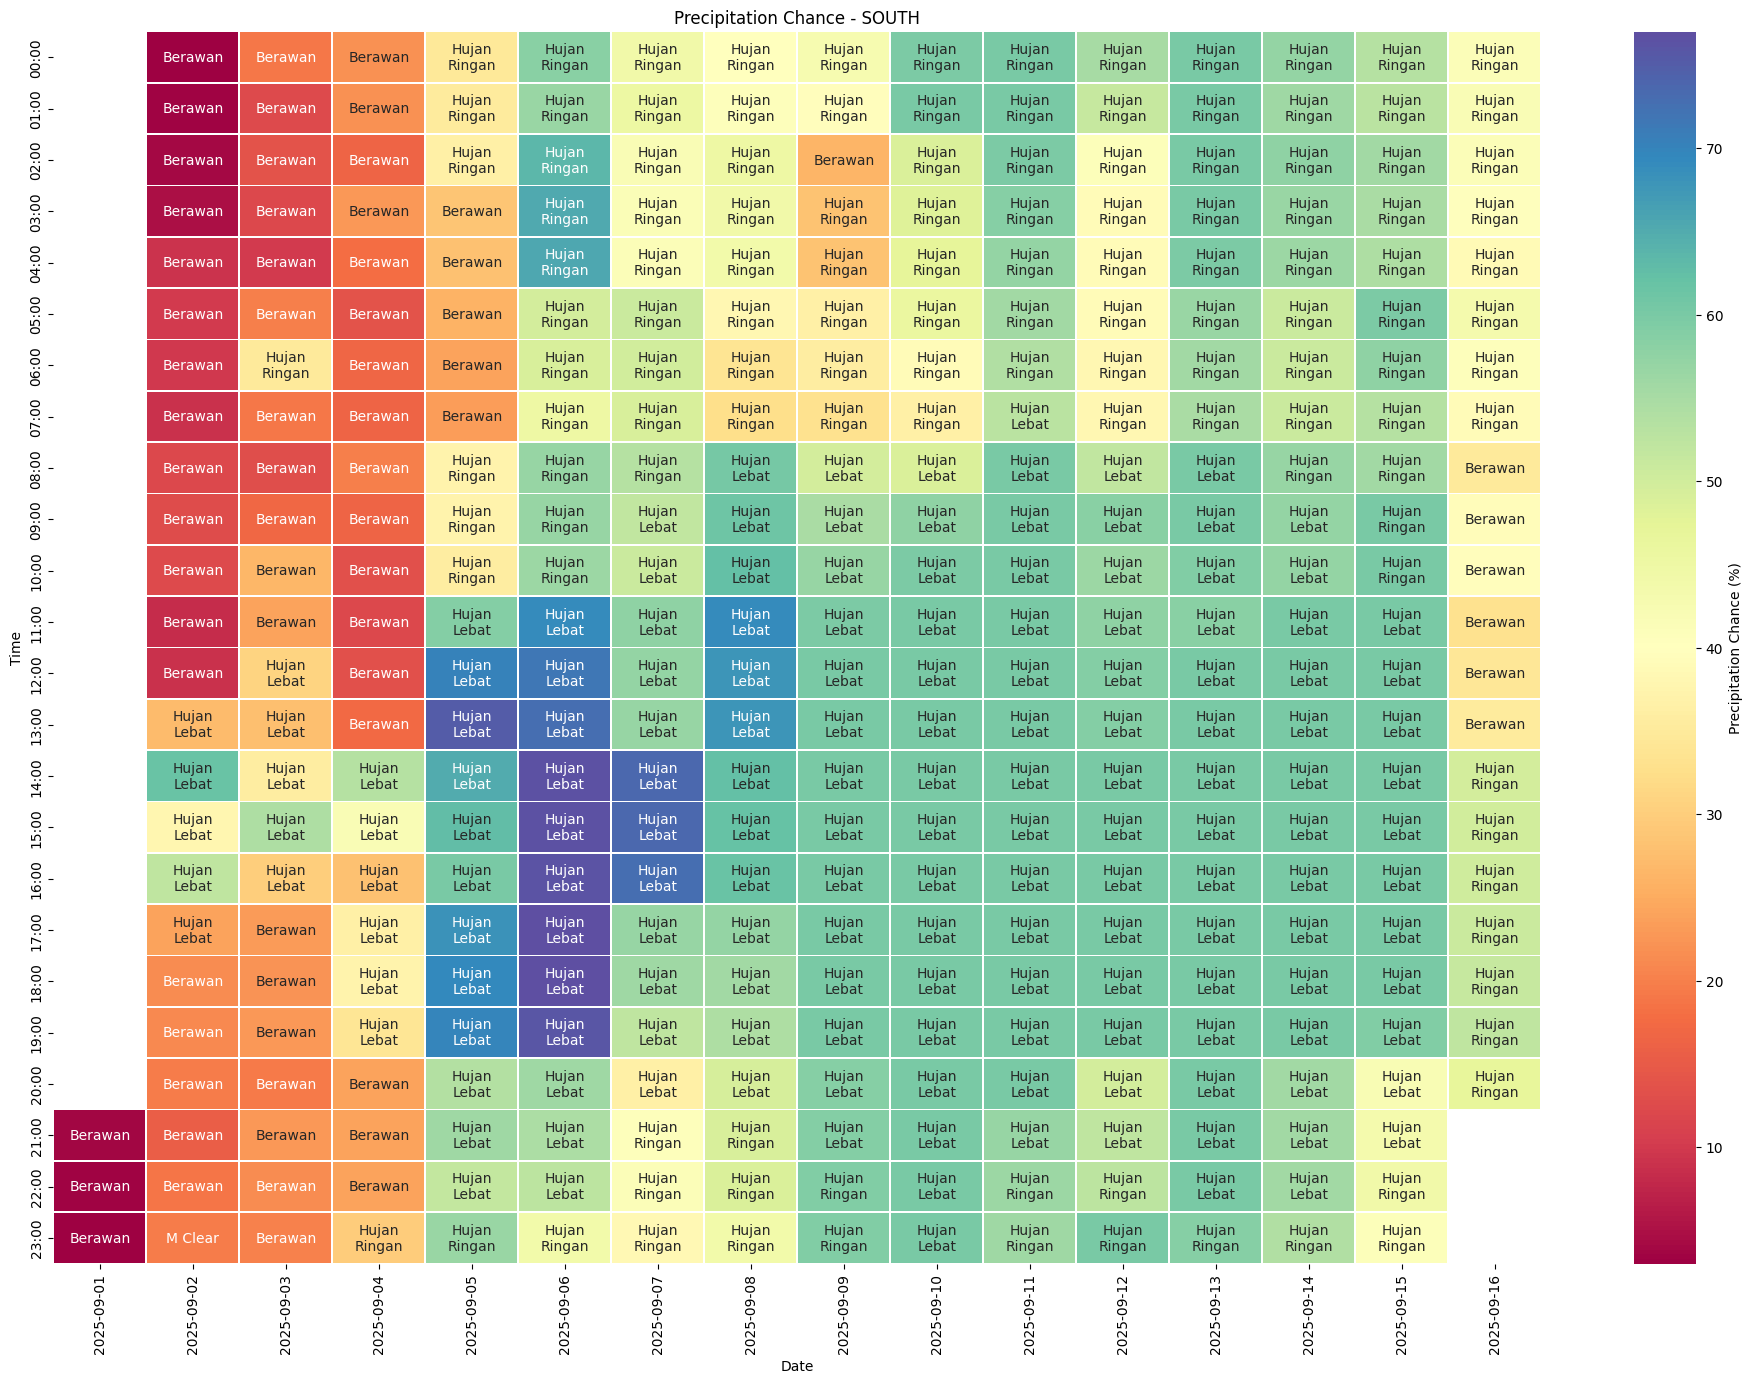 Precipitation Chance - SOUTH
00:00 Berawan Berawan Berawan Hujan Ringan Hujan Ringan Hujan Ringan Hujan Ringan Hujan Ringan Hujan Ringan Hujan Ringan Hujan Ringan Hujan Ringan Hujan Ringan Hujan Ringan Hujan Ringan
01:00 Berawan Berawan Berawan Hujan Ringan Hujan Ringan Hujan Ringan Hujan Ringan Hujan Ringan Hujan Ringan Hujan Ringan Hujan Ringan Hujan Ringan Hujan Ringan Hujan Ringan Hujan Ringan
02:00 Berawan Berawan Berawan Hujan Ringan Hujan Ringan Hujan Ringan Hujan Ringan Berawan Hujan Ringan Hujan Ringan Hujan Ringan Hujan Ringan Hujan Ringan Hujan Ringan Hujan Ringan
03:00 Berawan Berawan Berawan Berawan Hujan Ringan Hujan Ringan Hujan Ringan Hujan Ringan Hujan Ringan Hujan Ringan Hujan Ringan Hujan Ringan Hujan Ringan Hujan Ringan Hujan Ringan
04:00 Berawan Berawan Berawan Berawan Hujan Ringan Hujan Ringan Hujan Ringan Hujan Ringan Hujan Ringan Hujan Ringan Hujan Ringan Hujan Ringan Hujan Ringan Hujan Ringan Hujan Ringan
05:00 Berawan Berawan Berawan Berawan Hujan Ringan Hujan Ringan Hujan Ringan Hujan Ringan Hujan Ringan Hujan Ringan Hujan Ringan Hujan Ringan Hujan Ringan Hujan Ringan Hujan Ringan
06:00 Berawan Hujan Ringan Berawan Berawan Hujan Ringan Hujan Ringan Hujan Ringan Hujan Ringan Hujan Ringan Hujan Ringan Hujan Ringan Hujan Ringan Hujan Ringan Hujan Ringan Hujan Ringan
07:00 Berawan Berawan Berawan Berawan Hujan Ringan Hujan Ringan Hujan Ringan Hujan Ringan Hujan Ringan Hujan Lebat Hujan Ringan Hujan Ringan Hujan Ringan Hujan Ringan Hujan Ringan
08:00 Berawan Berawan Berawan Hujan Ringan Hujan Ringan Hujan Ringan Hujan Lebat Hujan Lebat Hujan Lebat Hujan Lebat Hujan Lebat Hujan Lebat Hujan Ringan Hujan Ringan Berawan
09:00 Berawan Berawan Berawan Hujan Ringan Hujan Ringan Hujan Lebat Hujan Lebat Hujan Lebat Hujan Lebat Hujan Lebat Hujan Lebat Hujan Lebat Hujan Lebat Hujan Ringan Berawan
10:00 Berawan Berawan Berawan Hujan Ringan Hujan Ringan Hujan Lebat Hujan Lebat Hujan Lebat Hujan Lebat Hujan Lebat Hujan Lebat Hujan Lebat Hujan Lebat Hujan Ringan Berawan
11:00 Berawan Berawan Berawan Hujan Lebat Hujan Lebat Hujan Lebat Hujan Lebat Hujan Lebat Hujan Lebat Hujan Lebat Hujan Lebat Hujan Lebat Hujan Lebat Hujan Lebat Berawan
12:00 Berawan Hujan Lebat Berawan Hujan Lebat Hujan Lebat Hujan Lebat Hujan Lebat Hujan Lebat Hujan Lebat Hujan Lebat Hujan Lebat Hujan Lebat Hujan Lebat Hujan Lebat Berawan
13:00 Hujan Lebat Hujan Lebat Berawan Hujan Lebat Hujan Lebat Hujan Lebat Hujan Lebat Hujan Lebat Hujan Lebat Hujan Lebat Hujan Lebat Hujan Lebat Hujan Lebat Hujan Lebat Berawan
14:00 Hujan Lebat Hujan Lebat Hujan Lebat Hujan Lebat Hujan Lebat Hujan Lebat Hujan Lebat Hujan Lebat Hujan Lebat Hujan Lebat Hujan Lebat Hujan Lebat Hujan Lebat Hujan Lebat Hujan Ringan
15:00 Hujan Lebat Hujan Lebat Hujan Lebat Hujan Lebat Hujan Lebat Hujan Lebat Hujan Lebat Hujan Lebat Hujan Lebat Hujan Lebat Hujan Lebat Hujan Lebat Hujan Lebat Hujan Lebat Hujan Ringan
16:00 Hujan Lebat Hujan Lebat Hujan Lebat Hujan Lebat Hujan Lebat Hujan Lebat Hujan Lebat Hujan Lebat Hujan Lebat Hujan Lebat Hujan Lebat Hujan Lebat Hujan Lebat Hujan Lebat Hujan Ringan
17:00 Hujan Lebat Berawan Hujan Lebat Hujan Lebat Hujan Lebat Hujan Lebat Hujan Lebat Hujan Lebat Hujan Lebat Hujan Lebat Hujan Lebat Hujan Lebat Hujan Lebat Hujan Lebat Hujan Ringan
18:00 Berawan Berawan Hujan Lebat Hujan Lebat Hujan Lebat Hujan Lebat Hujan Lebat Hujan Lebat Hujan Lebat Hujan Lebat Hujan Lebat Hujan Lebat Hujan Lebat Hujan Lebat Hujan Ringan
19:00 Berawan Berawan Hujan Lebat Hujan Lebat Hujan Lebat Hujan Lebat Hujan Lebat Hujan Lebat Hujan Lebat Hujan Lebat Hujan Lebat Hujan Lebat Hujan Lebat Hujan Lebat Hujan Ringan
20:00 Berawan Berawan Berawan Hujan Lebat Hujan Lebat Hujan Lebat Hujan Lebat Hujan Lebat Hujan Lebat Hujan Lebat Hujan Lebat Hujan Lebat Hujan Lebat Hujan Lebat Hujan Ringan
21:00 Berawan Berawan Berawan Berawan Hujan Lebat Hujan Lebat Hujan Ringan Hujan Ringan Hujan Lebat Hujan Lebat Hujan Lebat Hujan Lebat Hujan Lebat Hujan Lebat Hujan Lebat
22:00 Berawan Berawan Berawan Berawan Hujan Lebat Hujan Lebat Hujan Ringan Hujan Ringan Hujan Ringan Hujan Lebat Hujan Ringan Hujan Ringan Hujan Lebat Hujan Lebat Hujan Ringan
23:00 Berawan M Clear Berawan Hujan Ringan Hujan Ringan Hujan Ringan Hujan Ringan Hujan Ringan Hujan Ringan Hujan Lebat Hujan Ringan Hujan Ringan Hujan Ringan Hujan Ringan Hujan Ringan
2025-09-01 2025-09-02 2025-09-03 2025-09-04 2025-09-05 2025-09-06 2025-09-07 2025-09-08 2025-09-09 2025-09-10 2025-09-11 2025-09-12 2025-09-13 2025-09-14 2025-09-15 2025-09-16
Time
Date
70
60
50
40
30
20
10
Precipitation Chance (%)